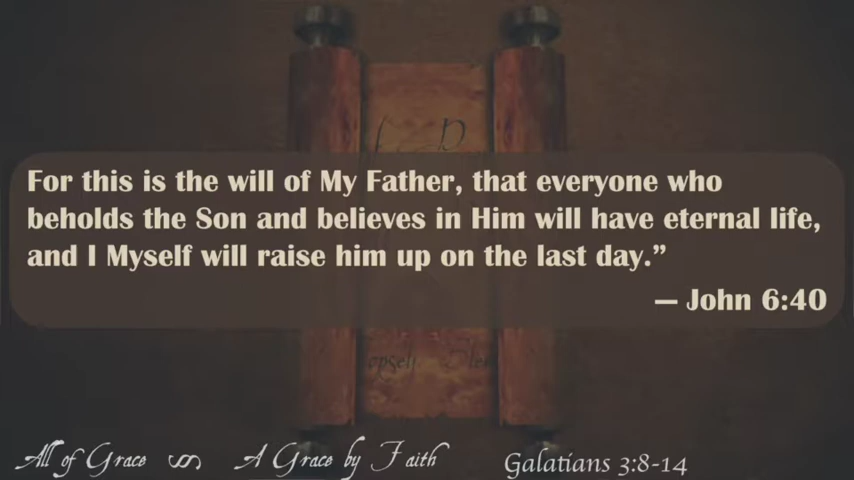 For this is the will of My Father, that everyone who
beholds the Son and believes in Him will have eternal life,
and I Myself will raise him up on the last day.”
— John 6:40
All of Grace ∽ A Grace by Faith Galatians 3:8-14